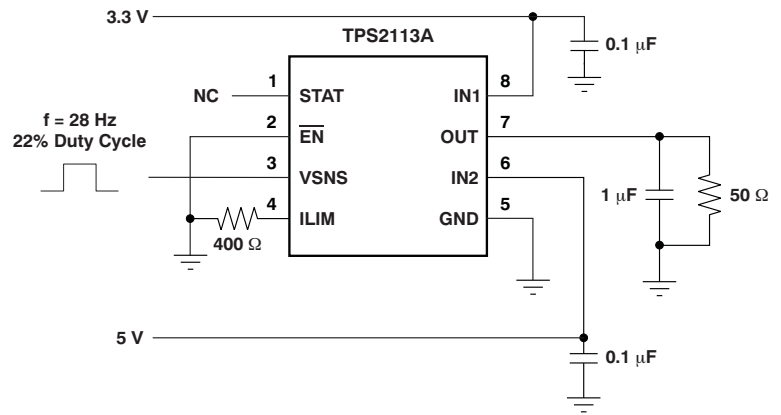 3.3 V
TPS2113A
0.1 µF
NC
1
STAT
IN1
8
f = 28 Hz
22% Duty Cycle
2
EN
OUT
7
3
VSNS
IN2
6
1 µF
50 Ω
4
ILIM
GND
5
400 Ω
5 V
0.1 µF